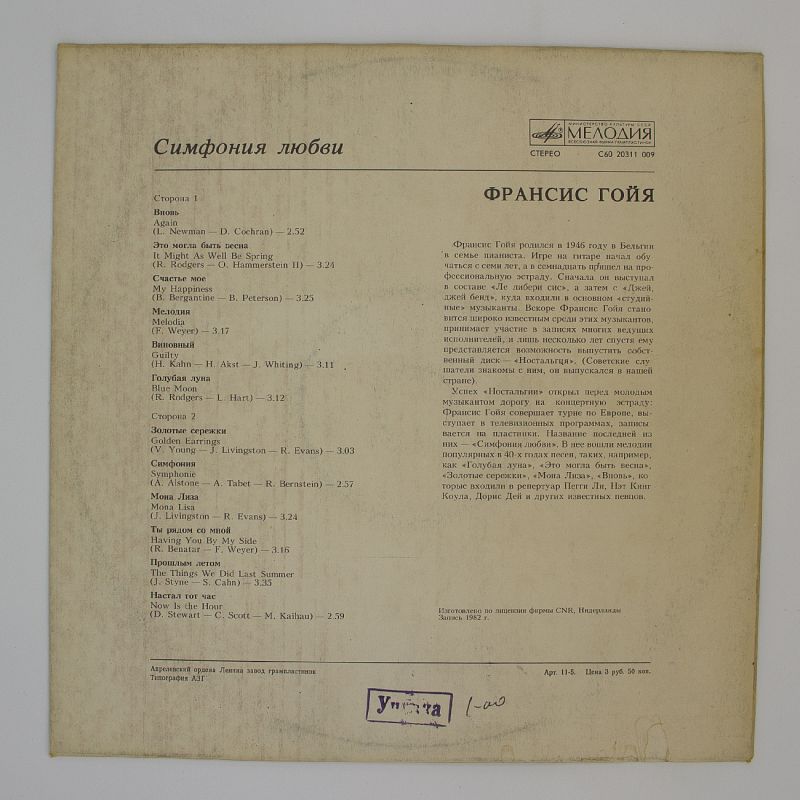 Симфония любви
МИНИСТЕРСТВО КУЛЬТУРЫ СССР
МЕЛОДИЯ
ВСЕСОЮЗНАЯ ФИРМА ГРАМПЛАСТИНОК
СТЕРЕО С60 20311 009
ФРАНСИС ГОЙЯ
Сторона 1
Вновь
Again
(L. Newman — D. Cochran) — 2.52
Это могла быть весна
It Might As Well Be Spring
(R. Rodgers — O. Hammerstein II) — 3.24
Счастье мое
My Happiness
(B. Bergantine — B. Peterson) — 3.25
Мелодия
Melodia
(F. Weyer) — 3.17
Виновный
Guilty
(H. Kahn — H. Akst — J. Whiting) — 3.11
Голубая луна
Blue Moon
(R. Rodgers — L. Hart) — 3.12
Сторона 2
Золотые сережки
Golden Earrings
(V. Young — J. Livingston — R. Evans) — 3.03
Симфония
Symphonie
(A. Alstone — A. Tabet — R. Bernstein) — 2.57
Мона Лиза
Mona Lisa
(J. Livingston — R. Evans) — 3.24
Ты рядом со мной
Having You By My Side
(R. Benatar — F. Weyer) — 3.16
Прошлым летом
The Things We Did Last Summer
(J. Styne — S. Cahn) — 3.35
Настал тот час
Now Is the Hour
(D. Stewart — C. Scott — M. Kaihau) — 2.59
Франсис Гойя родился в 1946 году в Бельгии
в семье пианиста. Игре на гитаре начал обу
чаться с семи лет, а в семнадцать пришел на про-
фессиональную эстраду. Сначала он выступал
в составе «Ле либери сис», а затем с «Джей,
джей бенд», куда входили в основном «студий-
ные» музыканты. Вскоре Франсис Гойя стано
вится широко известным среди этих музыкантов,
принимает участие в записях многих ведущих
исполнителей, и лишь несколько лет спустя ему
представляется возможность выпустить собст-
венный диск — «Ностальгця». (Советские слу
шатели знакомы с ним, он выпускался в нашей
стране).
Успех «Ностальгии» открыл перед молодым
музыкантом дорогу на концертную эстраду:
Франсис Гойя совершает турне по Европе, вы-
ступает в телевизионных программах, записы
вается на пластинки. Название последней из
них — «Симфония любви». В нее вошли мелодии
популярных в 40-х годах песен, таких, например,
как «Голубая луна», «Это могла быть весна»,
«Золотые сережки», «Мона Лиза», «Вновь», ко-
торые входили в репертуар Пегги Ли, Нэт Кинг
Коула, Дорис Дей и других известных певцов.
Изготовлено по лицензии фирмы CNR, Нидерланды
Запись 1982 г.
Апрелевский ордена Ленина завод грампластинок
Типография АЗГ
Арт. 11-5. Цена 3 руб. 50 коп.
1-00